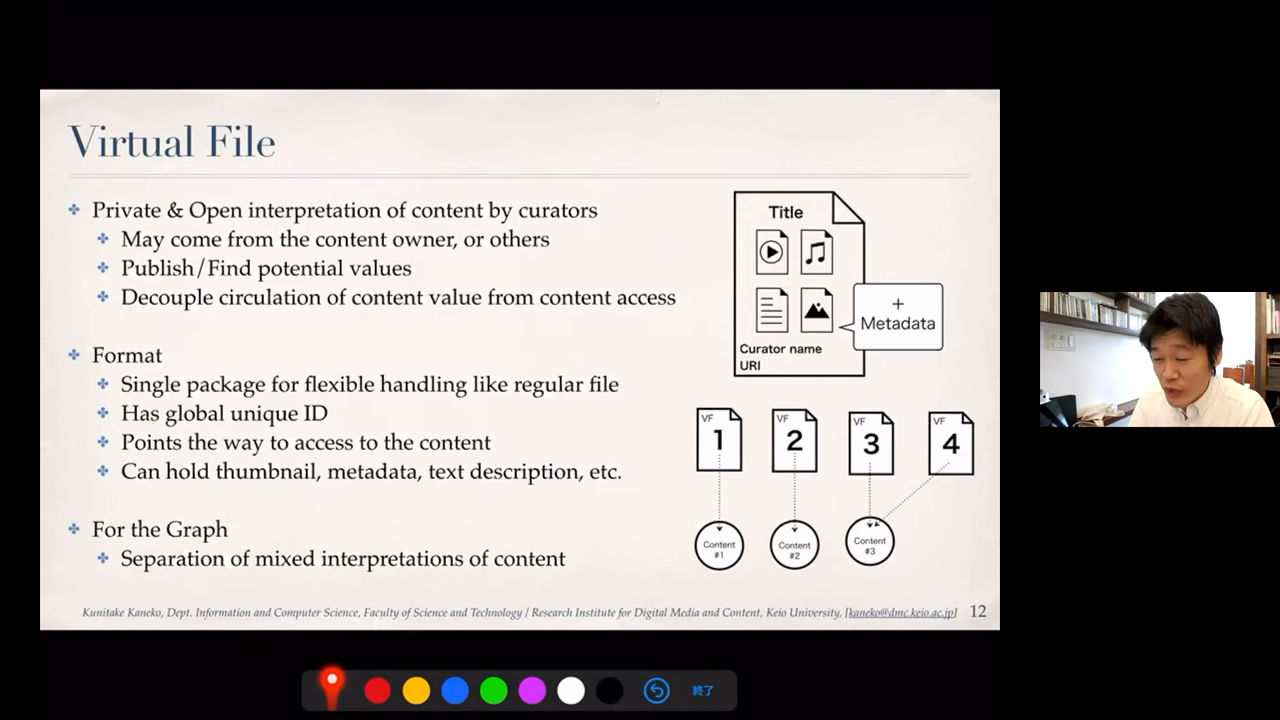 Virtual File
Private & Open interpretation of content by curators
May come from the content owner, or others
Publish/Find potential values
Decouple circulation of content value from content access
Format
Single package for flexible handling like regular file
Has global unique ID
Points the way to access to the content
Can hold thumbnail, metadata, text description, etc.
For the Graph
Separation of mixed interpretations of content
Title
+
Metadata
Curator name
URI
VF
1
VF
2
VF
3
VF
4
Content
#1
Content
#2
Content
#3
Kunitake Kaneko, Dept. Information and Computer Science, Faculty of Science and Technology / Research Institute for Digital Media and Content, Keio University, [kaneko@dmc.keio.ac.jp]
12
終了